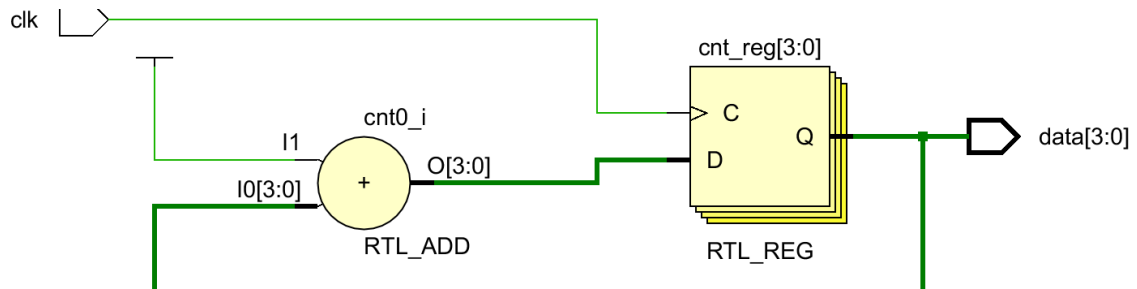 clk
cnt_reg[3:0]
cnt0_i
C
I1
Q
data[3:0]
O[3:0]
D
+
I0[3:0]
RTL_ADD
RTL_REG